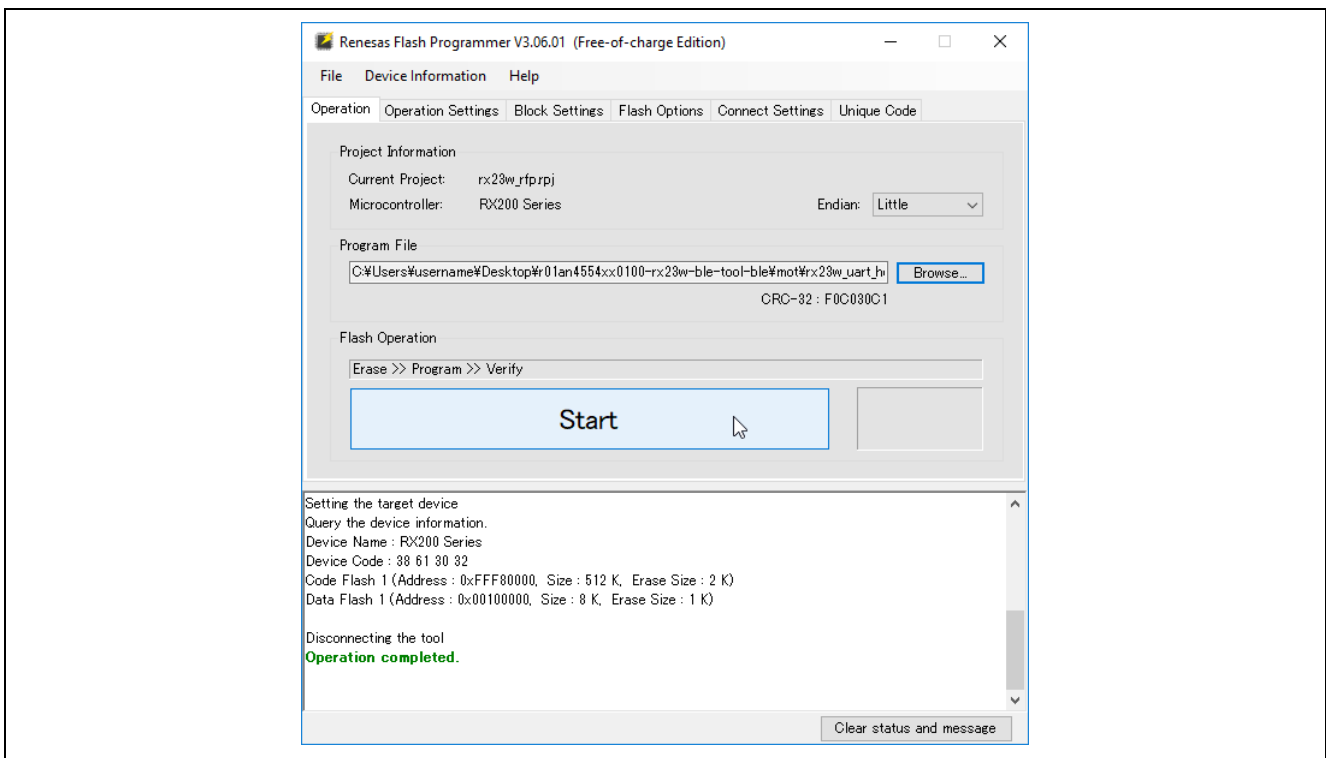 Renesas Flash Programmer V3.06.01 (Free-of-charge Edition)
File Device Information Help
Operation Operation Settings Block Settings Flash Options Connect Settings Unique Code
Project Information
Current Project: rx23w_rfp.rpj
Microcontroller: RX200 Series Endian: Little
Program File
C:¥Users¥username¥Desktop¥r01an4554xx0100-rx23w-ble-tool-ble¥mot¥rx23w_uart_h Browse...
CRC-32 : F0C030C1
Flash Operation
Erase >> Program >> Verify
Start
Setting the target device
Query the device information.
Device Name : RX200 Series
Device Code : 38 61 30 32
Code Flash 1 (Address : 0xFFF80000, Size : 512 K, Erase Size : 2 K)
Data Flash 1 (Address : 0x00100000, Size : 8 K, Erase Size : 1 K)
Disconnecting the tool
Operation completed.
Clear status and message